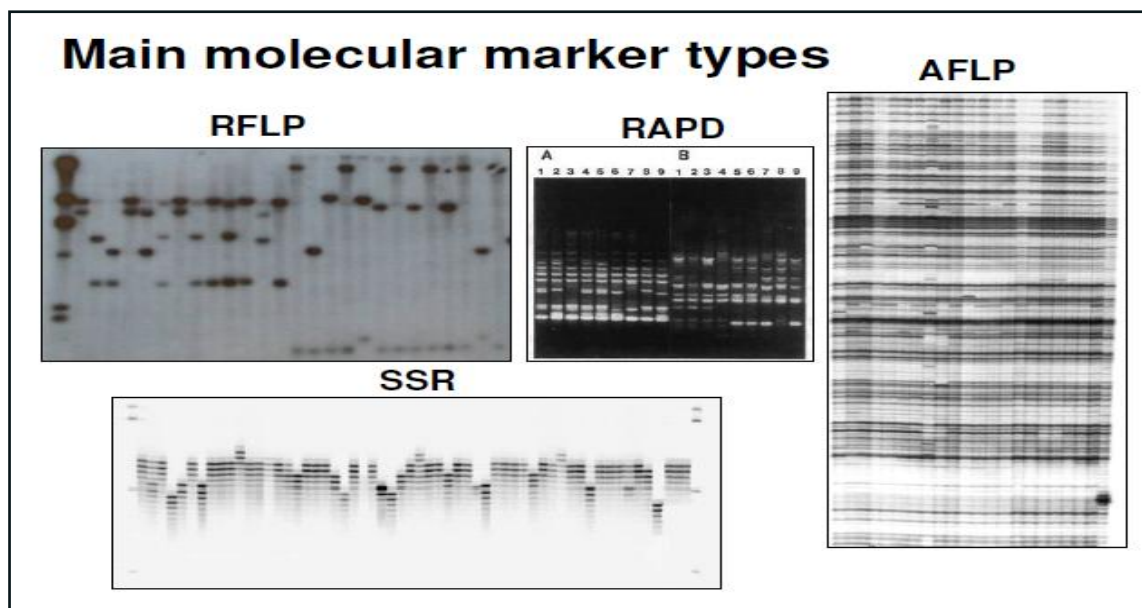 Main molecular marker types
AFLP
RFLP
RAPD
A B
1 2 3 4 5 6 7 8 9 1 2 3 4 5 6 7 8 9
SSR